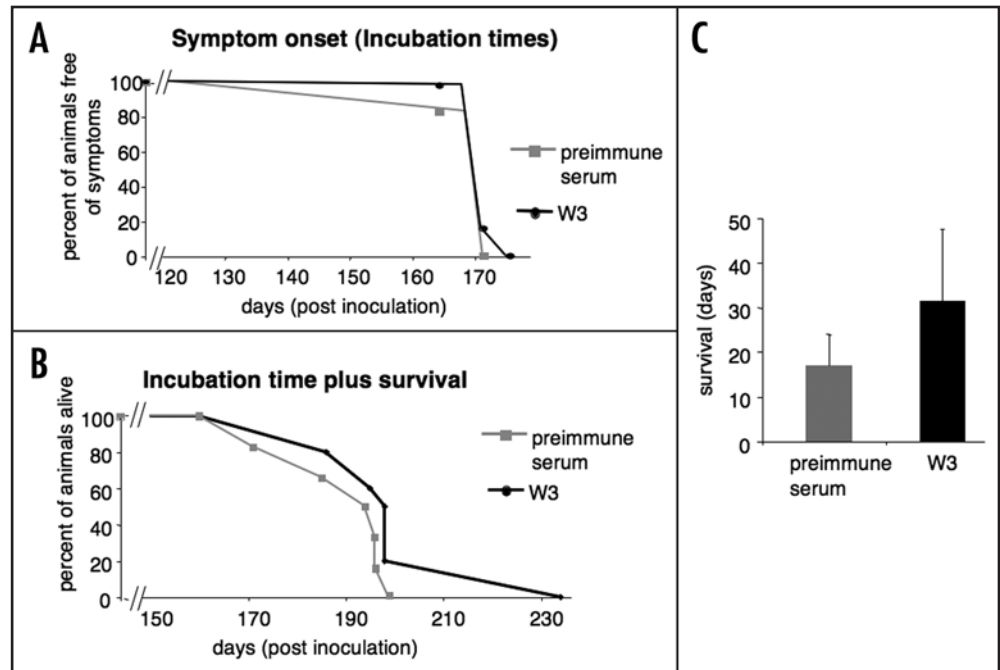 A
Symptom onset (Incubation times)
percent of animals free
of symptoms
100
80
60
40
20
0
120 130 140 150 160 170
days (post inoculation)
preimmune
serum
W3
B
Incubation time plus survival
percent of animals alive
100
80
60
40
20
0
150 170 190 210 230
days (post inoculation)
preimmune
serum
W3
C
survival (days)
50
40
30
20
10
0
preimmune
serum
W3